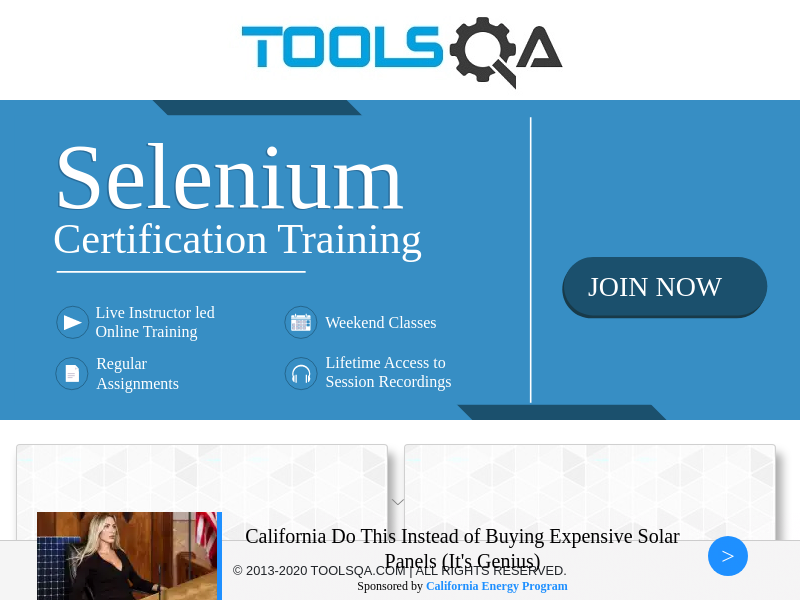 TOOLSQA
Selenium
Certification Training
Live Instructor led
Online Training
Weekend Classes
Regular
Assignments
Lifetime Access to
Session Recordings
JOIN NOW
California Do This Instead of Buying Expensive Solar
Panels (It's Genius)
© 2013-2020 TOOLSQA.COM | ALL RIGHTS RESERVED.
Sponsored by California Energy Program
>